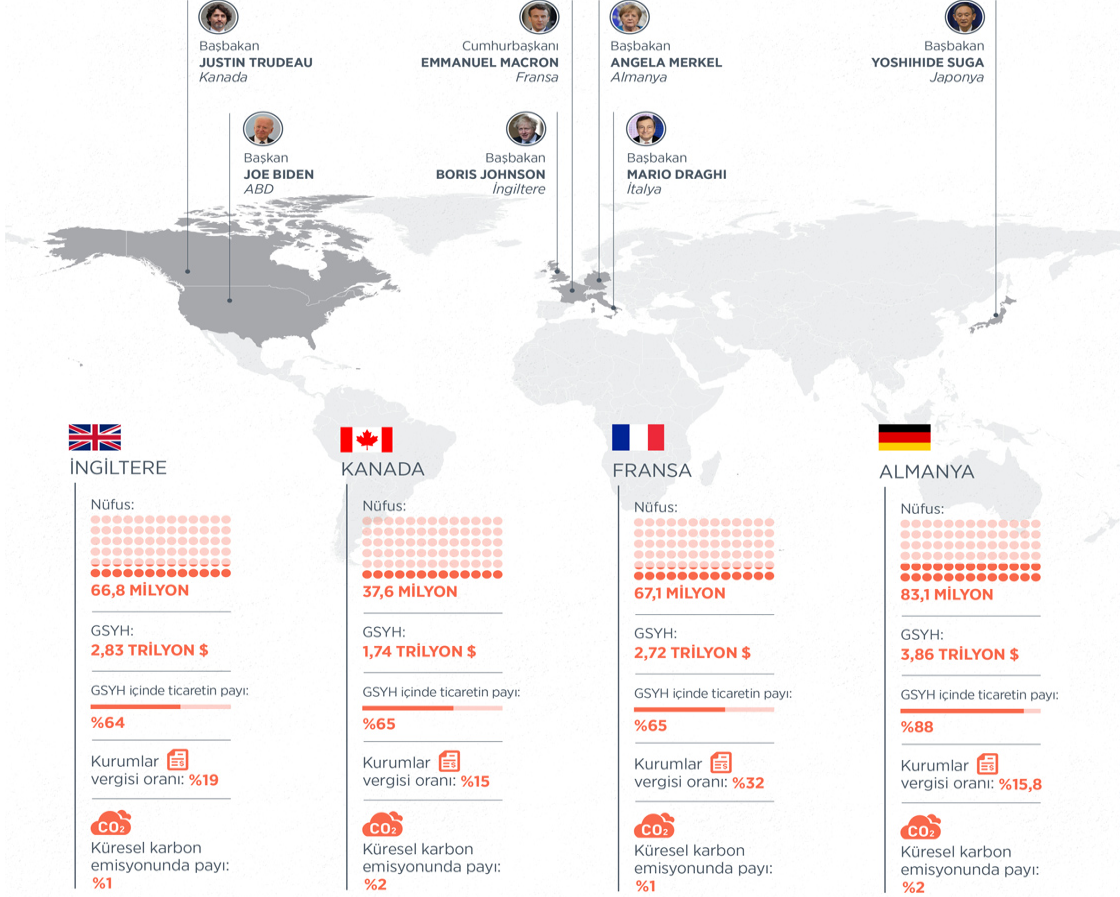 Başbakan
JUSTIN TRUDEAU
Kanada
Cumhurbaşkanı
EMMANUEL MACRON
Fransa
Başbakan
ANGELA MERKEL
Almanya
Başbakan
YOSHIHIDE SUGA
Japonya
Başkan
JOE BIDEN
ABD
Başbakan
BORIS JOHNSON
İngiltere
Başbakan
MARIO DRAGHI
İtalya
İNGİLTERE
Nüfus:
66,8 MİLYON
GSYH:
2,83 TRİLYON $
GSYH içinde ticaretin payı:
%64
Kurumlar
vergisi oranı: %19
CO₂
Küresel karbon
emisyonunda payı:
%1
KANADA
Nüfus:
37,6 MİLYON
GSYH:
1,74 TRİLYON $
GSYH içinde ticaretin payı:
%65
Kurumlar
vergisi oranı: %15
CO₂
Küresel karbon
emisyonunda payı:
%2
FRANSA
Nüfus:
67,1 MİLYON
GSYH:
2,72 TRİLYON $
GSYH içinde ticaretin payı:
%65
Kurumlar
vergisi oranı: %32
CO₂
Küresel karbon
emisyonunda payı:
%1
ALMANYA
Nüfus:
83,1 MİLYON
GSYH:
3,86 TRİLYON $
GSYH içinde ticaretin payı:
%88
Kurumlar
vergisi oranı: %15,8
CO₂
Küresel karbon
emisyonunda payı:
%2